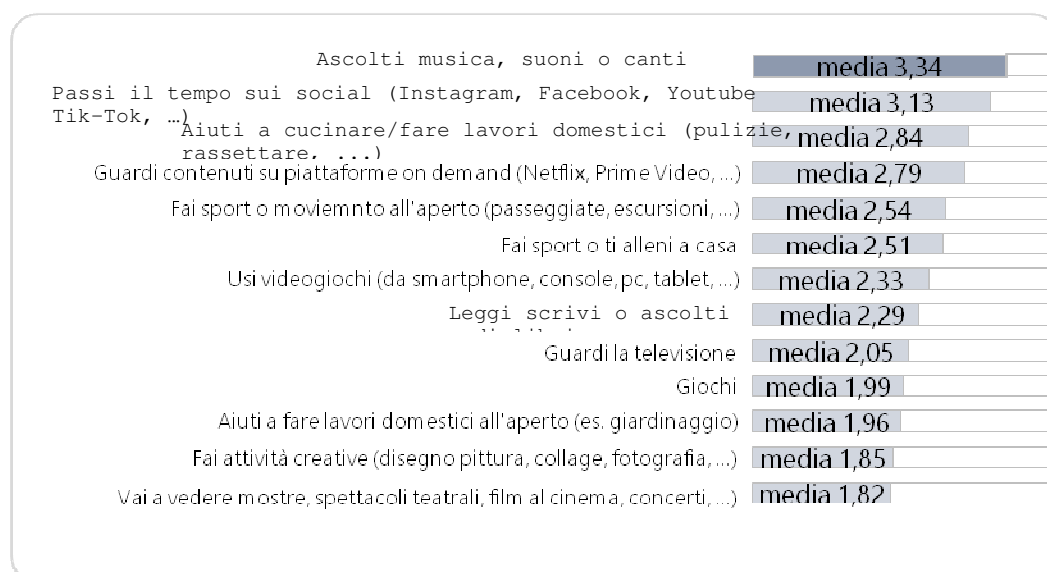 Ascolti musica, suoni o canti
media 3,34
Passi il tempo sui social (Instagram, Facebook, Youtube
Tik-Tok, …)
media 3,13
Aiuti a cucinare/fare lavori domestici (pulizie,
rassettare, ...)
media 2,84
Guardi contenuti su piattaforme on demand (Netflix, Prime Video, ...)
media 2,79
Fai sport o moviemnto all'aperto (passeggiate, escursioni, ...)
media 2,54
Fai sport o ti alleni a casa
media 2,51
Usi videogiochi (da smartphone, console, pc, tablet, ...)
media 2,33
Leggi scrivi o ascolti
media 2,29
Guardi la televisione
media 2,05
Giochi
media 1,99
Aiuti a fare lavori domestici all'aperto (es. giardinaggio)
media 1,96
Fai attività creative (disegno pittura, collage, fotografia, ...)
media 1,85
Vai a vedere mostre, spettacoli teatrali, film al cinema, concerti, ...)
media 1,82